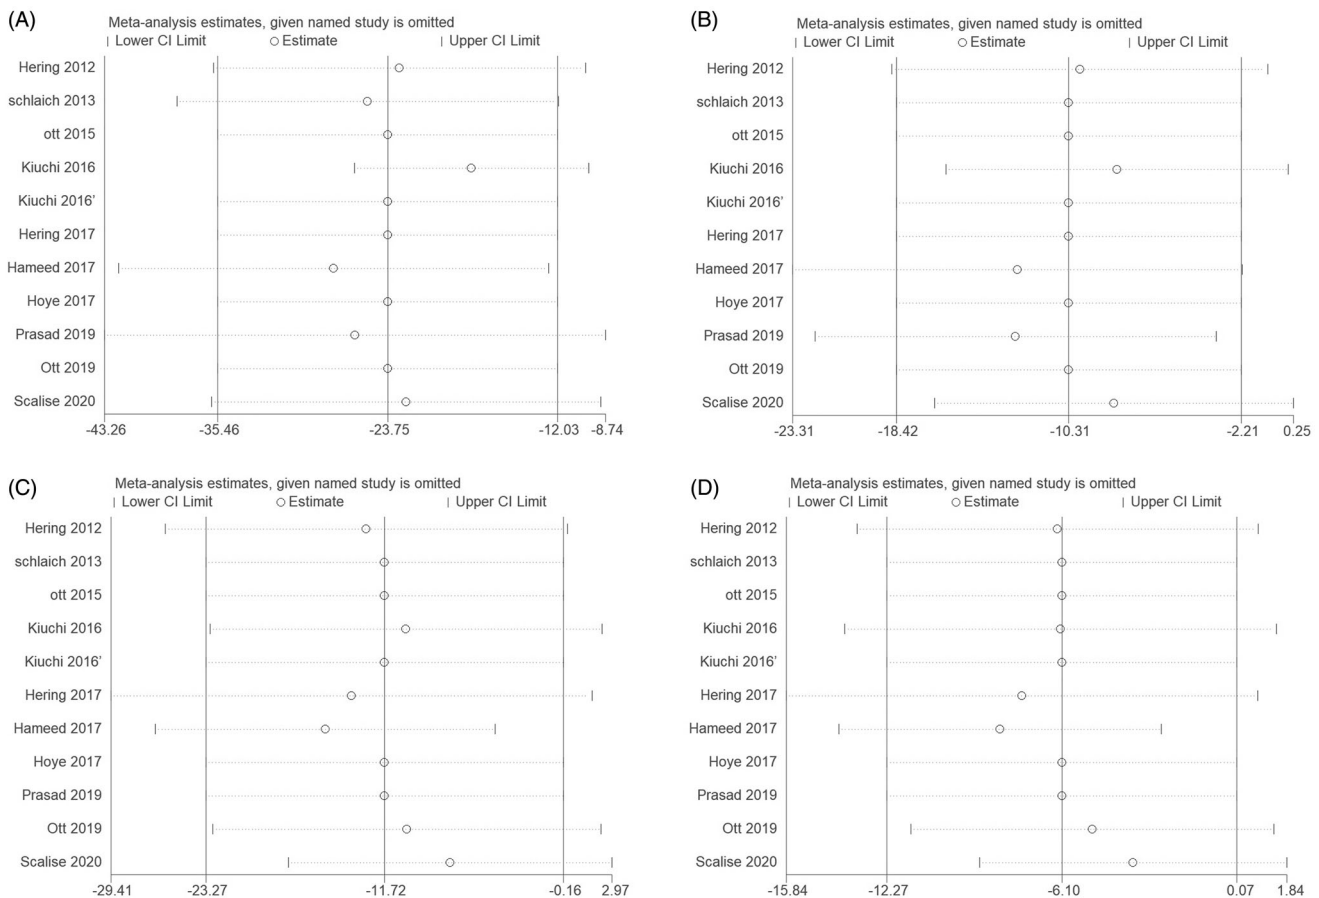 (A)
Meta-analysis estimates, given named study is omitted
Lower CI Limit Estimate Upper CI Limit
Hering 2012
schlaich 2013
ott 2015
Kiuchi 2016
Kiuchi 2016'
Hering 2017
Hameed 2017
Hoye 2017
Prasad 2019
Ott 2019
Scalise 2020
-43.26 -35.46 -23.75 -12.03 -8.74
(B)
Meta-analysis estimates, given named study is omitted
Lower CI Limit Estimate Upper CI Limit
Hering 2012
schlaich 2013
ott 2015
Kiuchi 2016
Kiuchi 2016'
Hering 2017
Hameed 2017
Hoye 2017
Prasad 2019
Ott 2019
Scalise 2020
-23.31 -18.42 -10.31 -2.21 0.25
(C)
Meta-analysis estimates, given named study is omitted
Lower CI Limit Estimate Upper CI Limit
Hering 2012
schlaich 2013
ott 2015
Kiuchi 2016
Kiuchi 2016'
Hering 2017
Hameed 2017
Hoye 2017
Prasad 2019
Ott 2019
Scalise 2020
-29.41 -23.27 -11.72 -0.16 2.97
(D)
Meta-analysis estimates, given named study is omitted
Lower CI Limit Estimate Upper CI Limit
Hering 2012
schlaich 2013
ott 2015
Kiuchi 2016
Kiuchi 2016'
Hering 2017
Hameed 2017
Hoye 2017
Prasad 2019
Ott 2019
Scalise 2020
-15.84 -12.27 -6.10 0.07 1.84